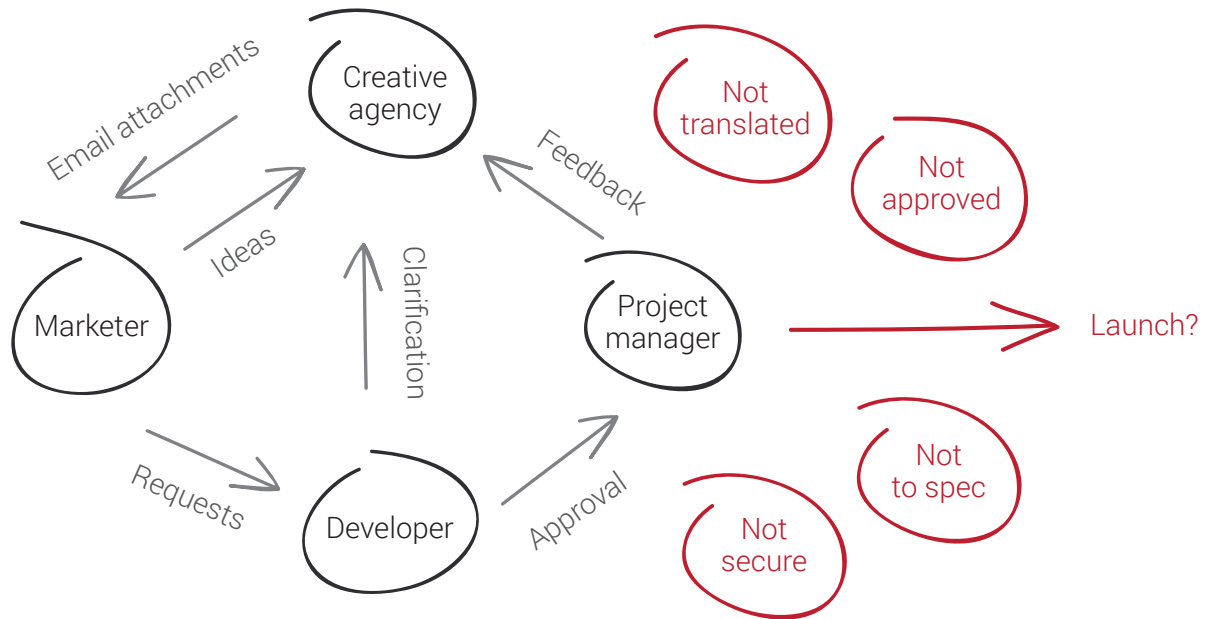 Creative
agency
Email attachments
Ideas
Feedback
Clarification
Marketer
Project
manager
Requests
Developer
Approval
Not
translated
Not
approved
Launch?
Not
to spec
Not
secure